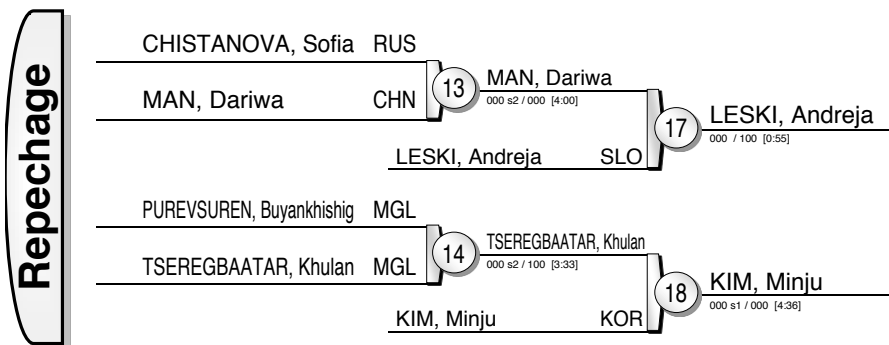 Repechage
CHISTANOVA, Sofia RUS
MAN, Dariwa CHN
13
MAN, Dariwa
000 s2 / 000 [4:00]
LESKI, Andreja SLO
17
LESKI, Andreja
000 / 100 [0:55]
PUREVSUREN, Buyankhishig MGL
TSEREGBAATAR, Khulan MGL
14
TSEREGBAATAR, Khulan
000 s2 / 100 [3:33]
KIM, Minju KOR
18
KIM, Minju
000 s1 / 000 [4:36]